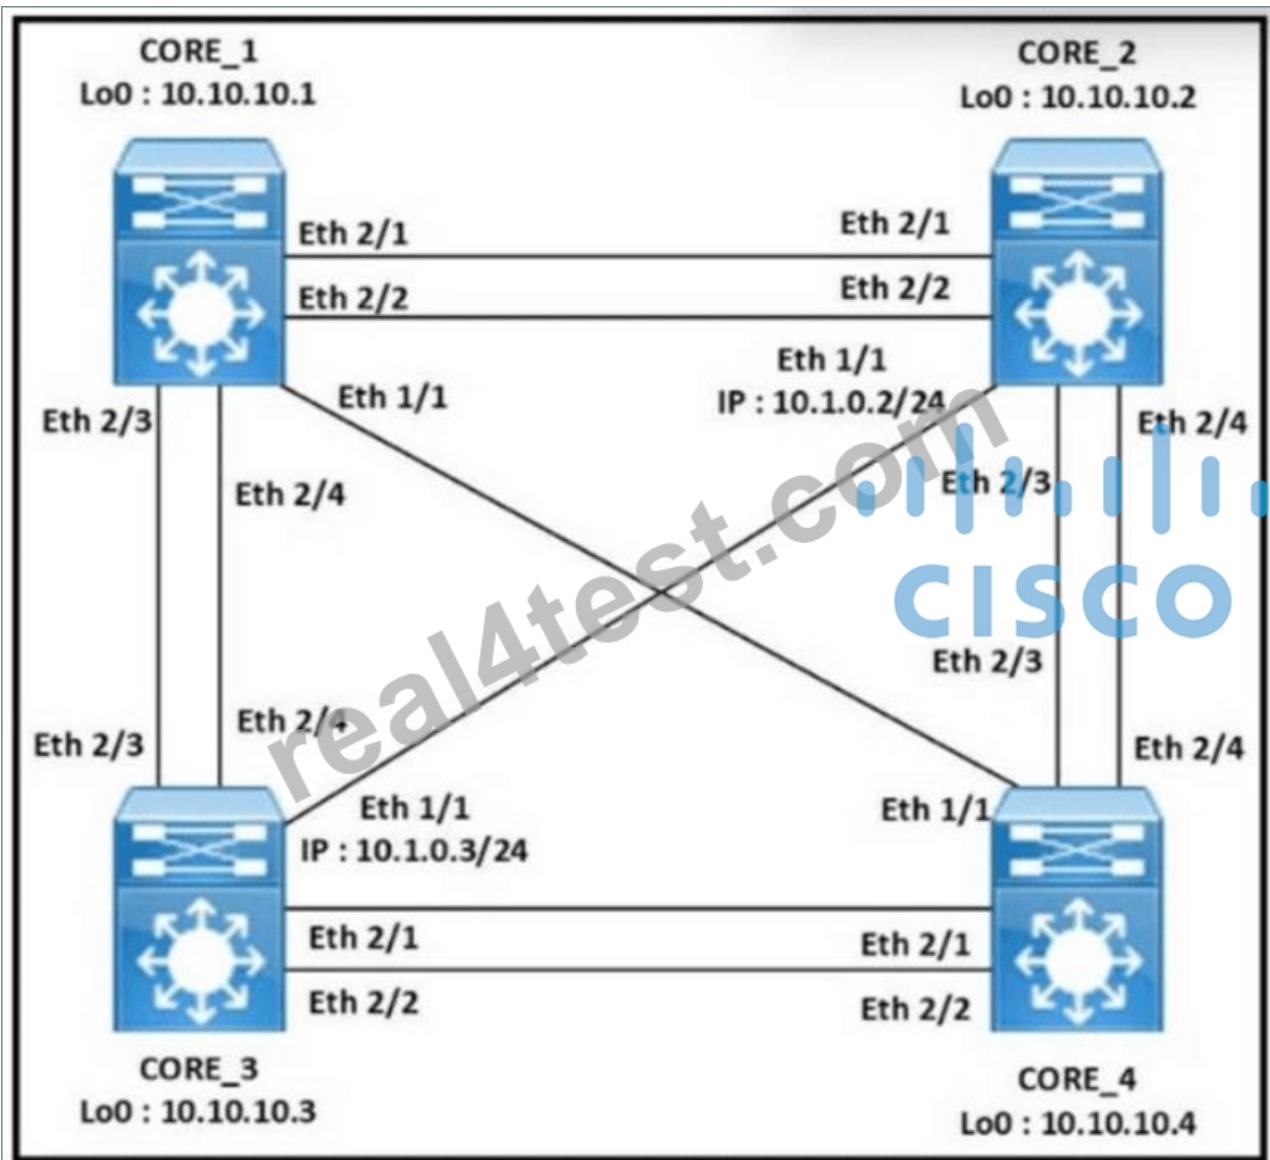 CORE_1
Lo0 : 10.10.10.1
CORE_2
Lo0 : 10.10.10.2
Eth 2/1
Eth 2/1
Eth 2/2
Eth 2/2
Eth 1/1
IP : 10.1.0.2/24
Eth 1/1
Eth 2/3
Eth 2/4
Eth 2/3
Eth 2/4
real4test.com
CISCO
Eth 2/3
Eth 2/4
Eth 2/3
Eth 2/4
Eth 1/1
IP : 10.1.0.3/24
Eth 1/1
Eth 2/1
Eth 2/1
Eth 2/2
Eth 2/2
CORE_3
Lo0 : 10.10.10.3
CORE_4
Lo0 : 10.10.10.4